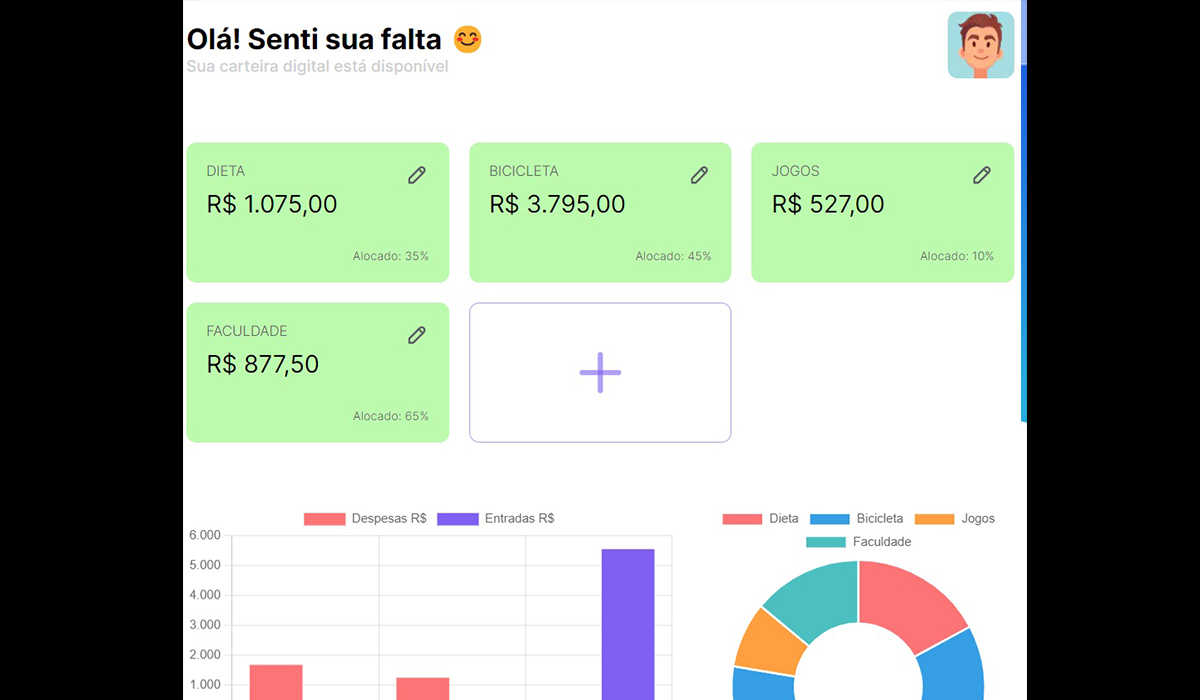 Olá! Senti sua falta 😊
Sua carteira digital está disponível
DIETA
R$ 1.075,00
Alocado: 35%
BICICLETA
R$ 3.795,00
Alocado: 45%
JOGOS
R$ 527,00
Alocado: 10%
FACULDADE
R$ 877,50
Alocado: 65%
Despesas R$ Entradas R$
6.000
5.000
4.000
3.000
2.000
1.000
Dieta Bicicleta Jogos
Faculdade